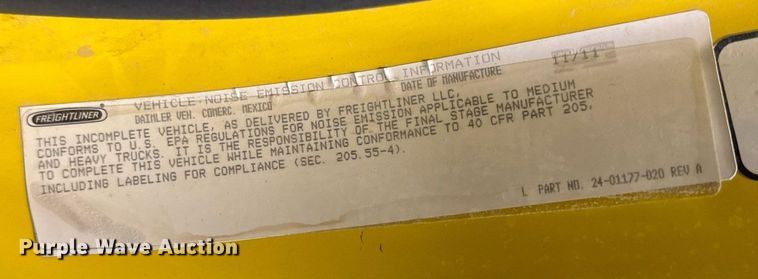 VEHICLE NOISE EMISSION CONTROL INFORMATION
11/11
FREIGHTLINER
DAIMLER VEH. COMERC. MEXICO
DATE OF MANUFACTURE
THIS INCOMPLETE VEHICLE, AS DELIVERED BY FREIGHTLINER LLC,
CONFORMS TO U.S. EPA REGULATIONS FOR NOISE EMISSION APPLICABLE TO MEDIUM
AND HEAVY TRUCKS. IT IS THE RESPONSIBILITY OF THE FINAL STAGE MANUFACTURER
TO COMPLETE THIS VEHICLE WHILE MAINTAINING CONFORMANCE TO 40 CFR PART 205,
INCLUDING LABELING FOR COMPLIANCE (SEC. 205.55-4).
L PART NO. 24-01177-020 REV A
Purple Wave Auction